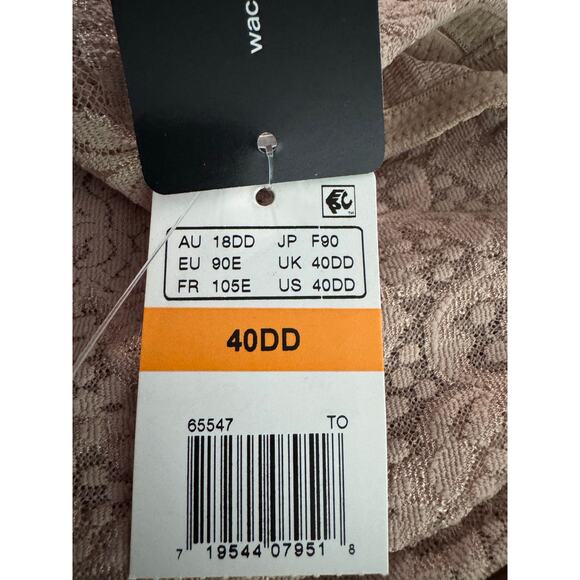 wac
EPC
AU 18DD JP F90
EU 90E UK 40DD
FR 105E US 40DD
40DD
65547 TO
7 19544 07951 8